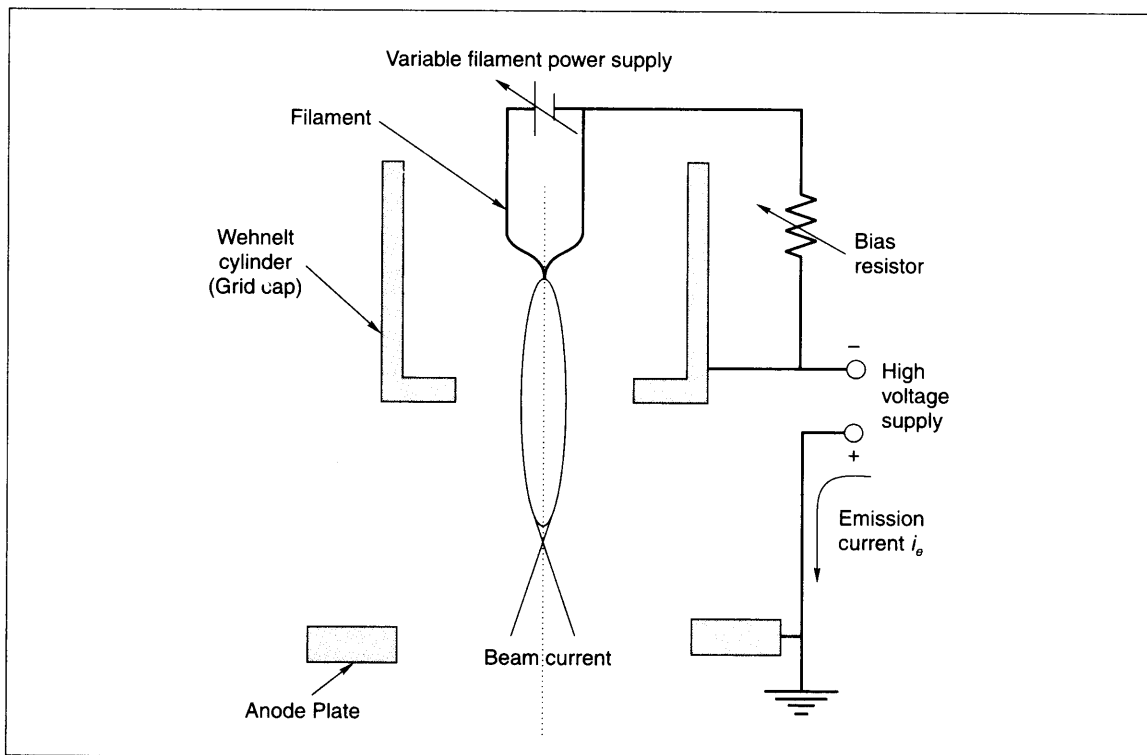 Variable filament power supply
Filament
Wehnelt
cylinder
(Grid cap)
Bias
resistor
−
High
voltage
supply
+
Emission
current i_e
Beam current
Anode Plate